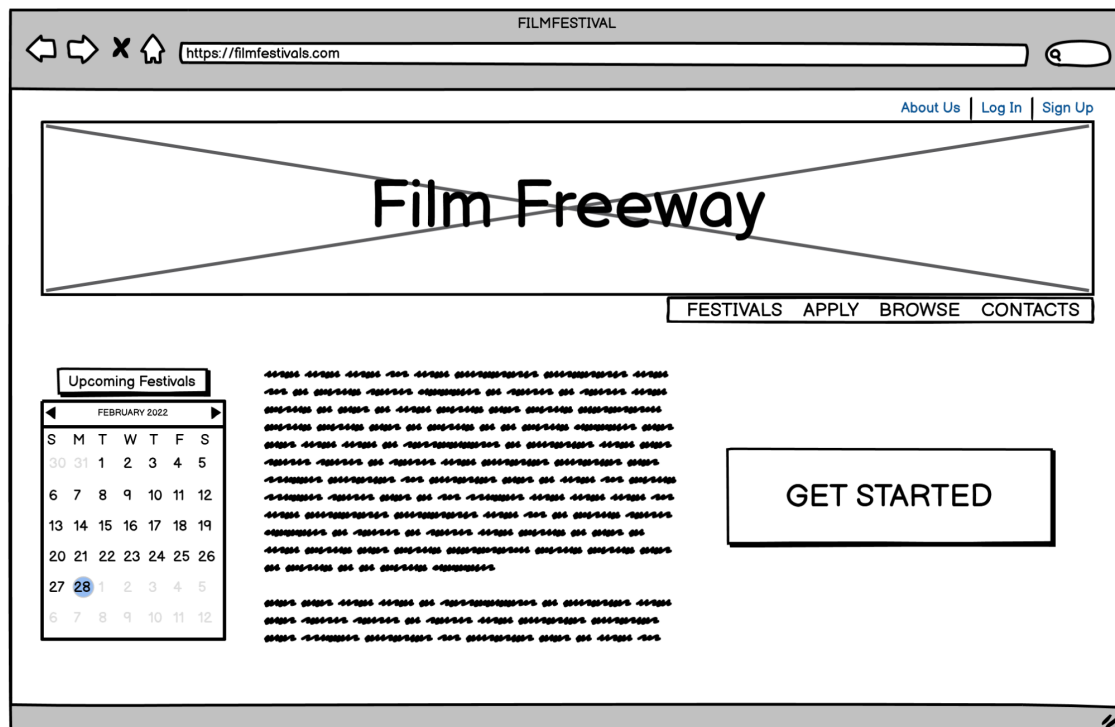 FILMFESTIVAL
https://filmfestivals.com
About Us Log In Sign Up
Film Freeway
FESTIVALS APPLY BROWSE CONTACTS
Upcoming Festivals
FEBRUARY 2022
S M T W T F S
30 31 1 2 3 4 5
6 7 8 9 10 11 12
13 14 15 16 17 18 19
20 21 22 23 24 25 26
27 28 1 2 3 4 5
6 7 8 9 10 11 12
GET STARTED